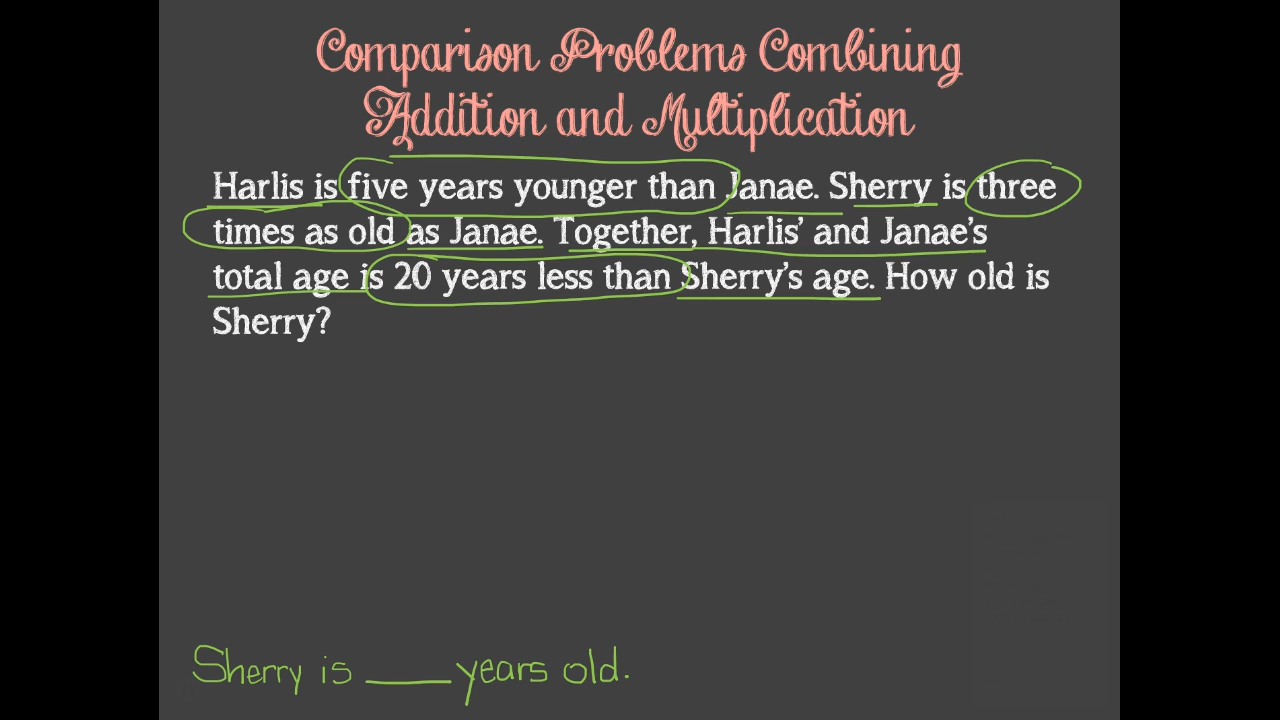 Comparison Problems Combining
Addition and Multiplication
Harlis is five years younger than Janae. Sherry is three
times as old as Janae. Together, Harlis' and Janae's
total age is 20 years less than Sherry's age. How old is
Sherry?
Sherry is ____ years old.